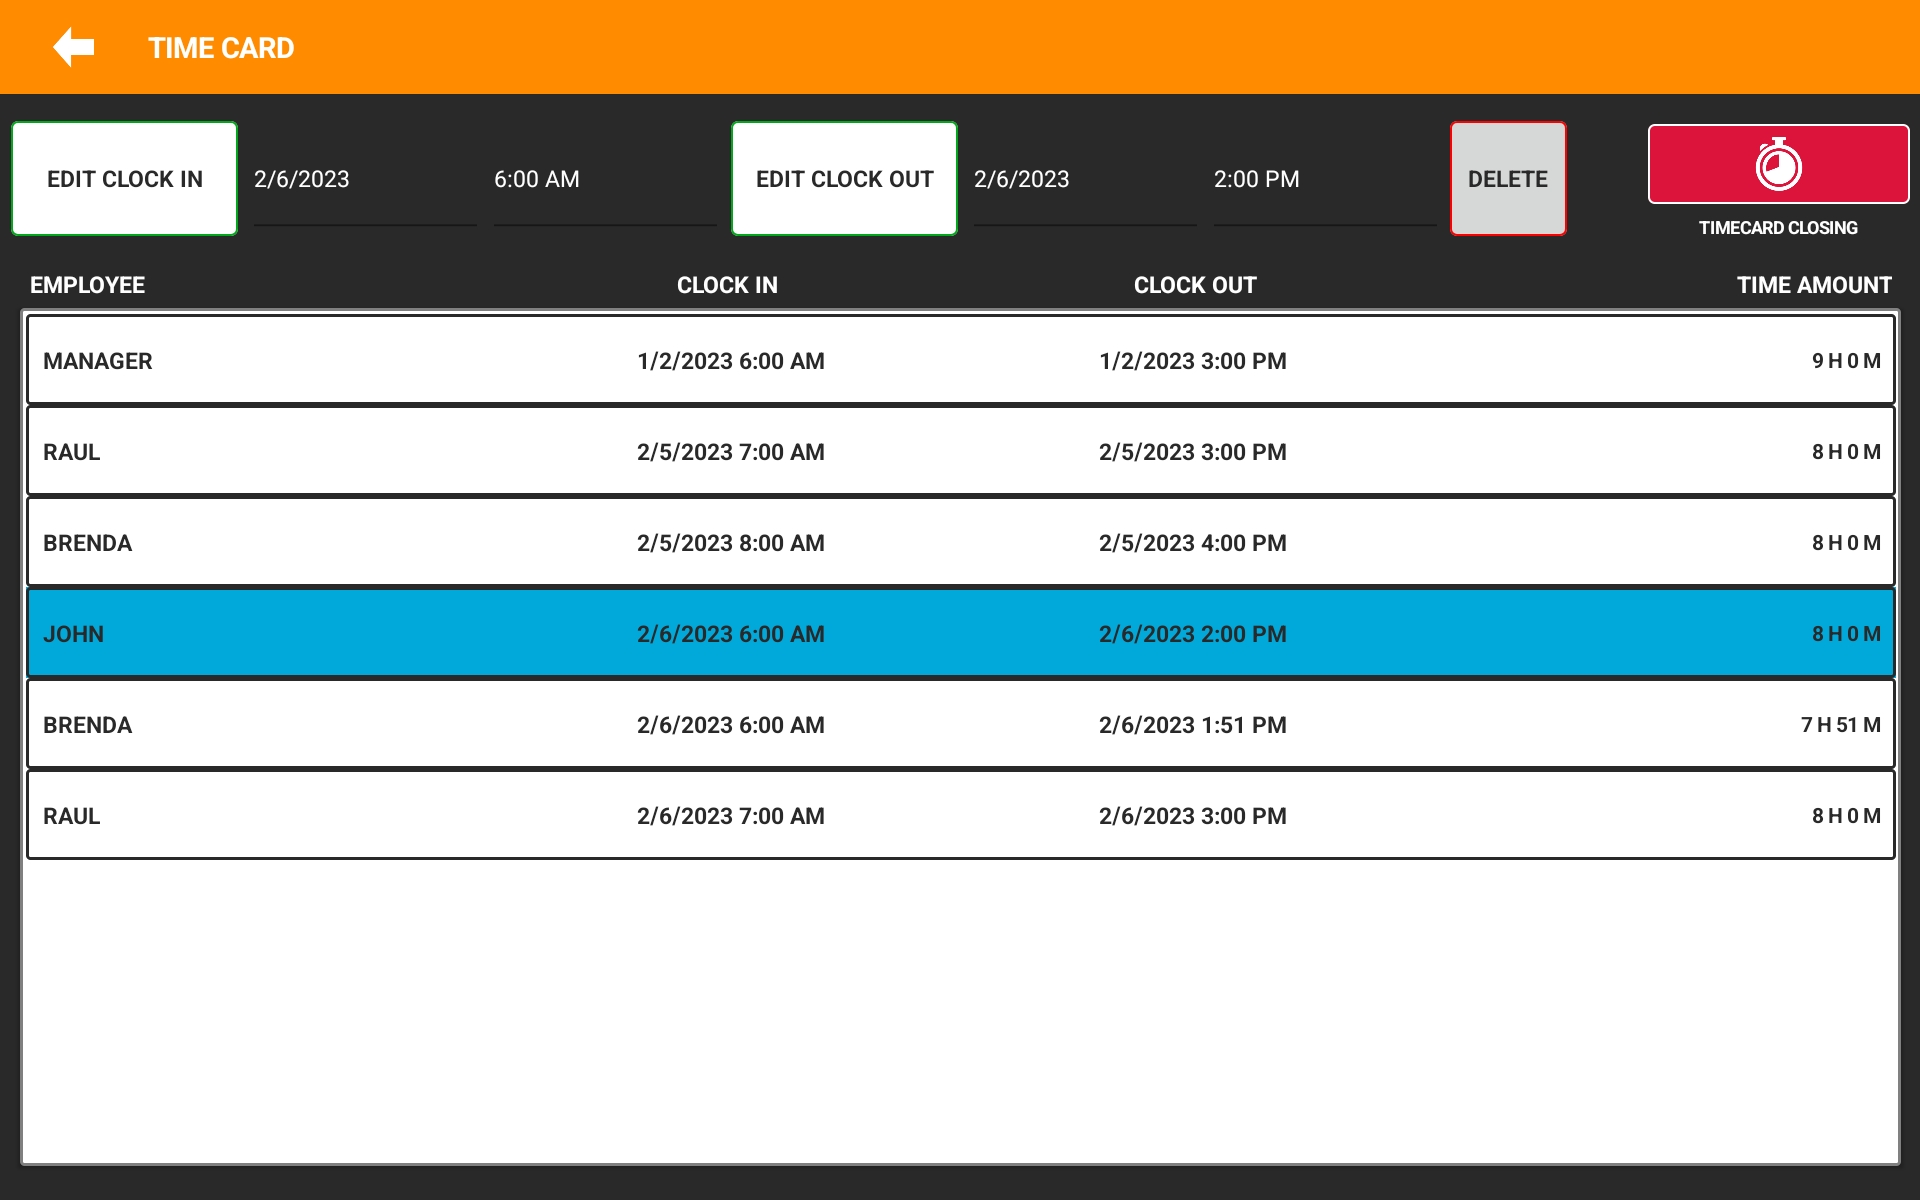 TIME CARD
EDIT CLOCK IN 2/6/2023 6:00 AM EDIT CLOCK OUT 2/6/2023 2:00 PM DELETE
TIMECARD CLOSING
EMPLOYEE CLOCK IN CLOCK OUT TIME AMOUNT
MANAGER 1/2/2023 6:00 AM 1/2/2023 3:00 PM 9 H 0 M
RAUL 2/5/2023 7:00 AM 2/5/2023 3:00 PM 8 H 0 M
BRENDA 2/5/2023 8:00 AM 2/5/2023 4:00 PM 8 H 0 M
JOHN 2/6/2023 6:00 AM 2/6/2023 2:00 PM 8 H 0 M
BRENDA 2/6/2023 6:00 AM 2/6/2023 1:51 PM 7 H 51 M
RAUL 2/6/2023 7:00 AM 2/6/2023 3:00 PM 8 H 0 M